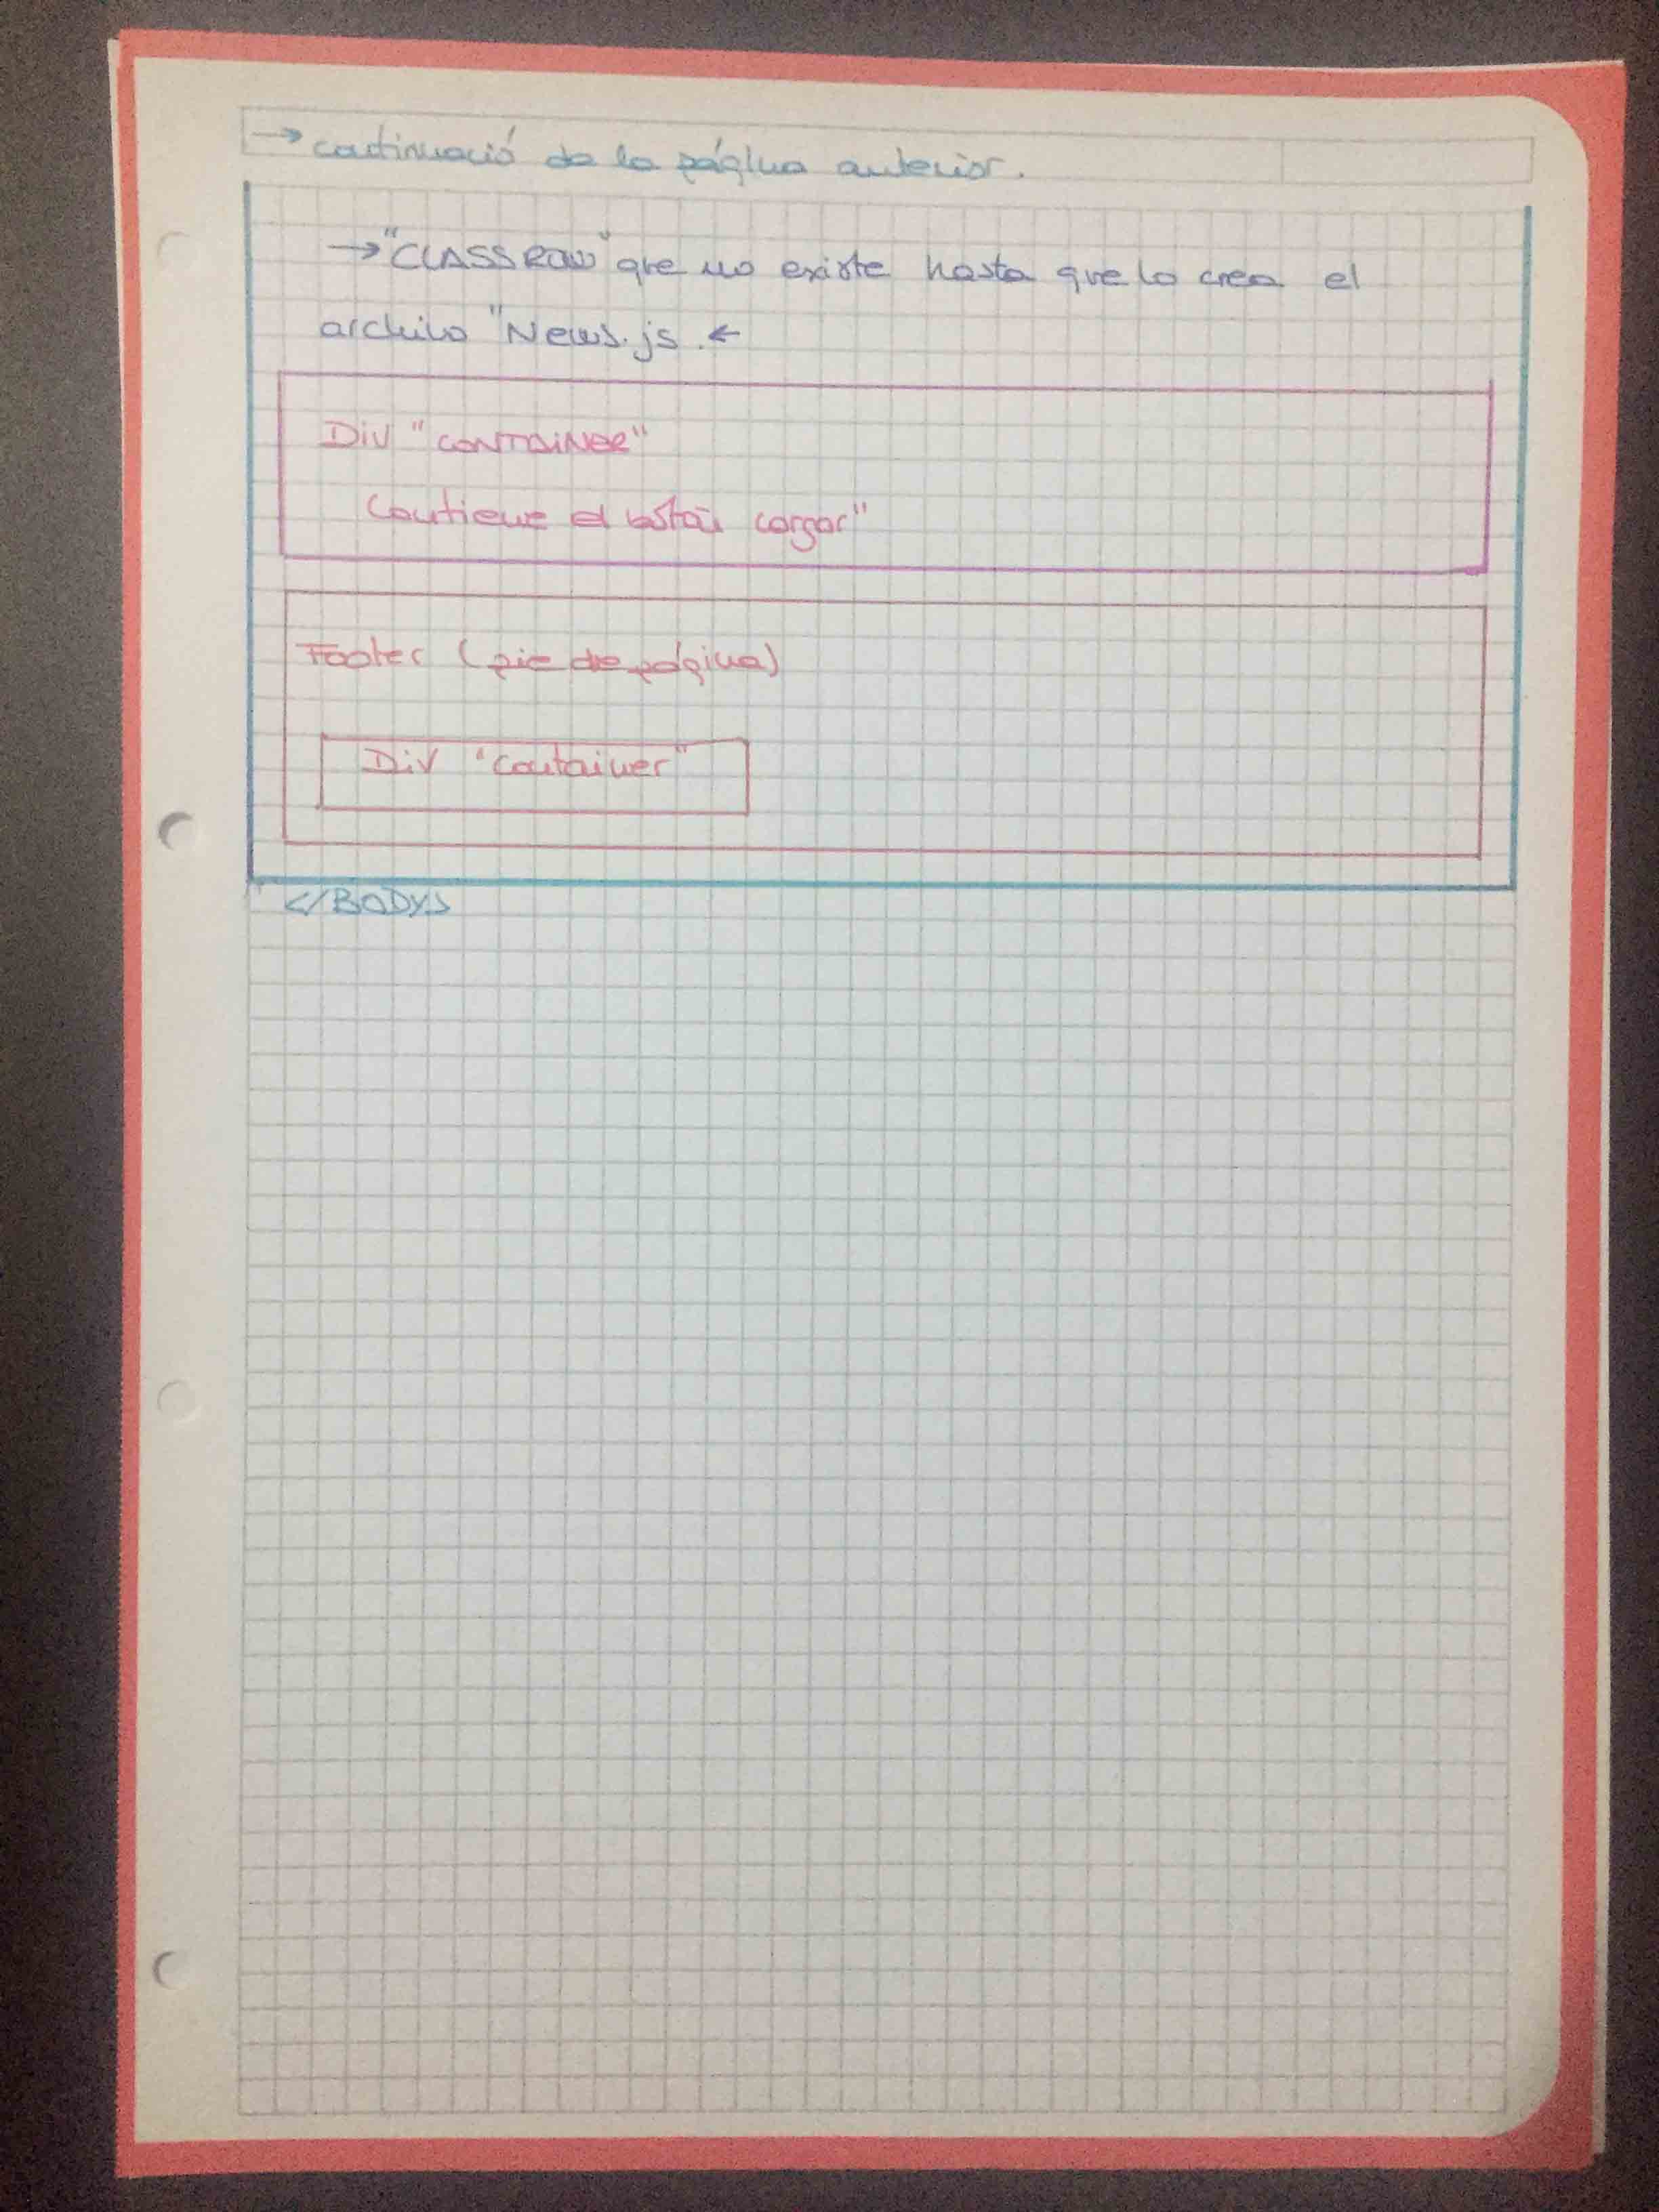 → continuació de la página anterior.
→ "CLASS ROW" que no existe hasta que lo crea el
archivo "News.js. ←
Div "CONTAINER"
Contiene el botón cargar"
Footer (pie de página)
Div "Container"
</BODY>